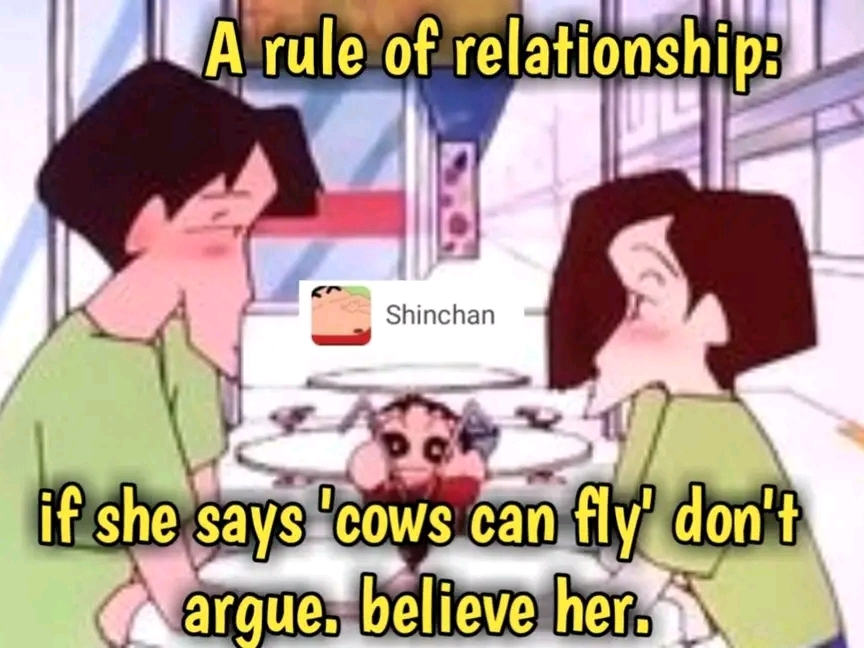 A rule of relationship:
Shinchan
if she says 'cows can fly' don't
argue. believe her.